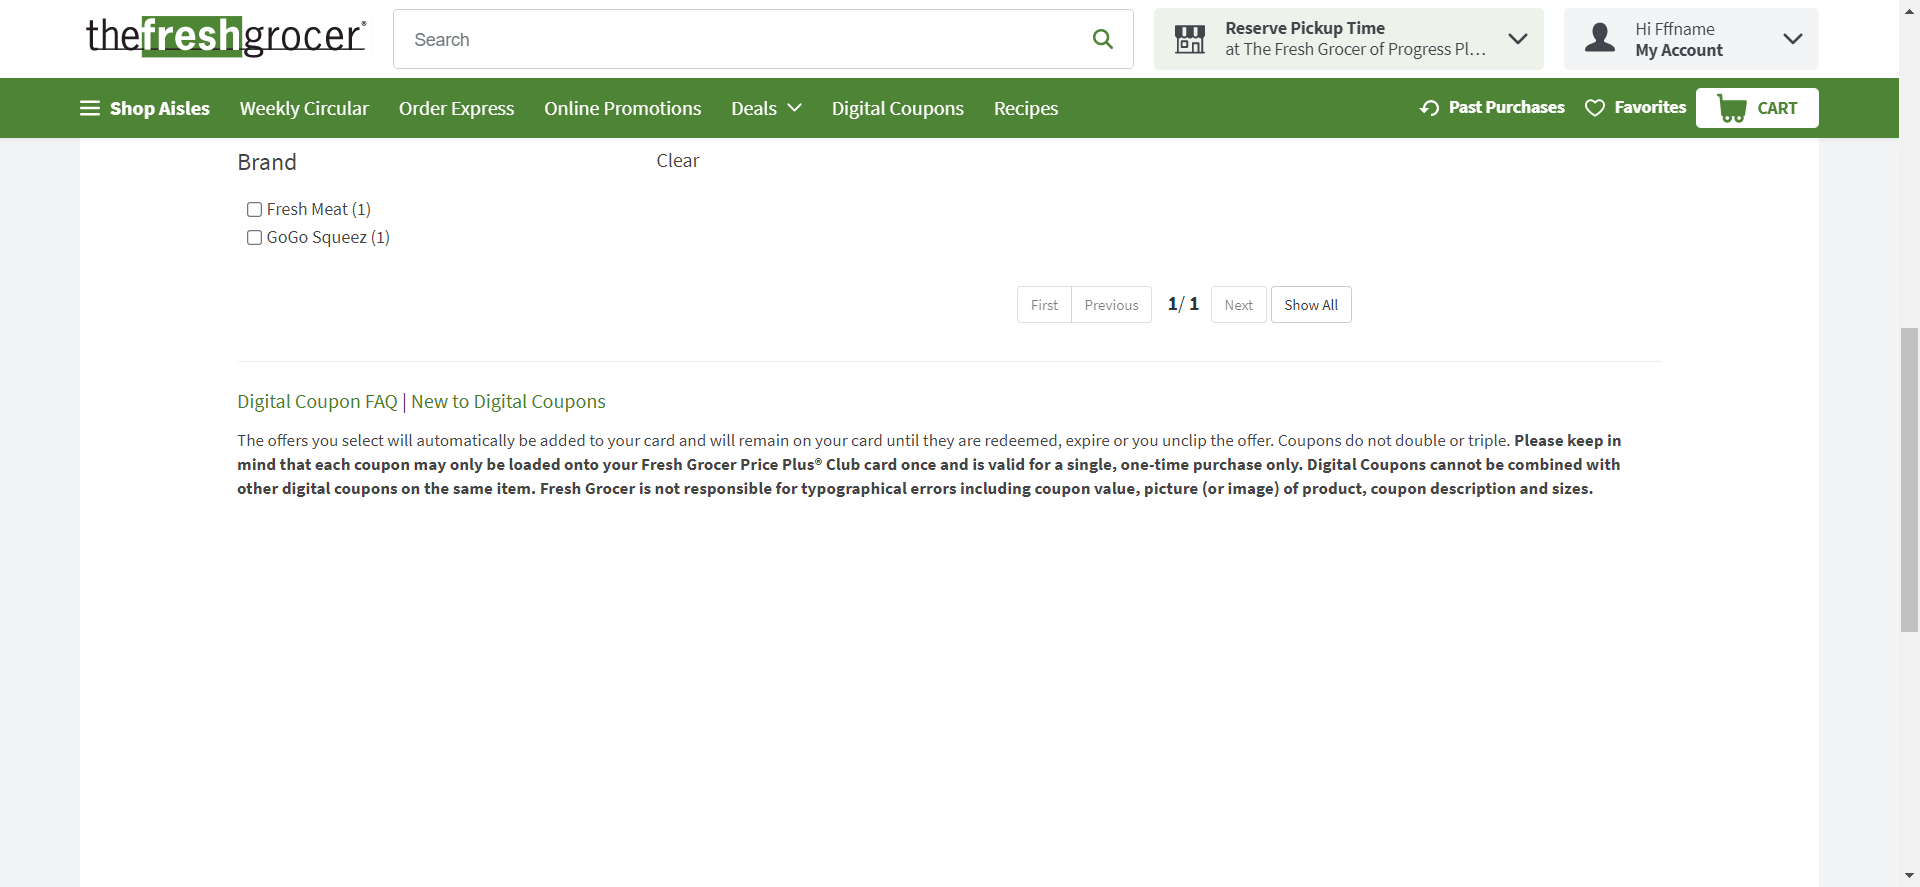 thefreshgrocer®
Search
Reserve Pickup Time
at The Fresh Grocer of Progress Pl...
Hi Fffname
My Account
Shop Aisles
Weekly Circular
Order Express
Online Promotions
Deals
Digital Coupons
Recipes
Past Purchases
Favorites
CART
Brand
Clear
Fresh Meat (1)
GoGo Squeez (1)
First
Previous
1/ 1
Next
Show All
Digital Coupon FAQ | New to Digital Coupons
The offers you select will automatically be added to your card and will remain on your card until they are redeemed, expire or you unclip the offer. Coupons do not double or triple. Please keep in
mind that each coupon may only be loaded onto your Fresh Grocer Price Plus® Club card once and is valid for a single, one-time purchase only. Digital Coupons cannot be combined with
other digital coupons on the same item. Fresh Grocer is not responsible for typographical errors including coupon value, picture (or image) of product, coupon description and sizes.